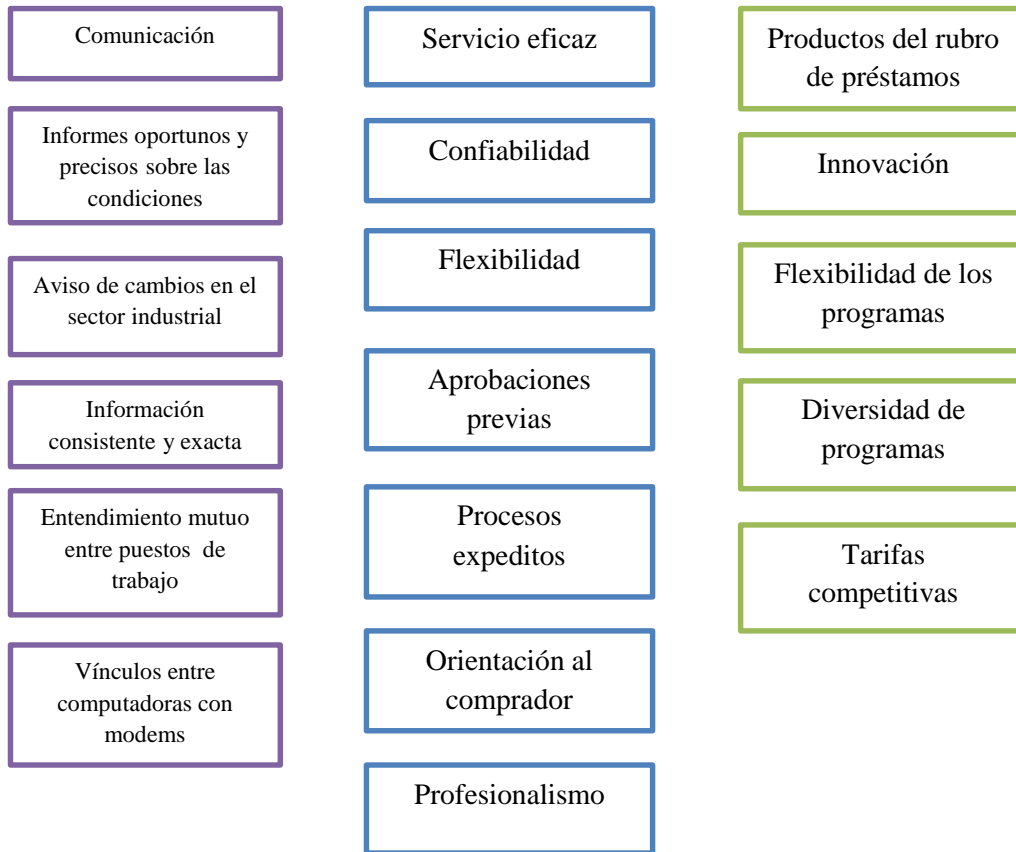 Comunicación
Informes oportunos y
precisos sobre las
condiciones
Aviso de cambios en el
sector industrial
Información
consistente y exacta
Entendimiento mutuo
entre puestos de
trabajo
Vínculos entre
computadoras con
modems
Servicio eficaz
Confiabilidad
Flexibilidad
Aprobaciones
previas
Procesos
expeditos
Orientación al
comprador
Profesionalismo
Productos del rubro
de préstamos
Innovación
Flexibilidad de los
programas
Diversidad de
programas
Tarifas
competitivas